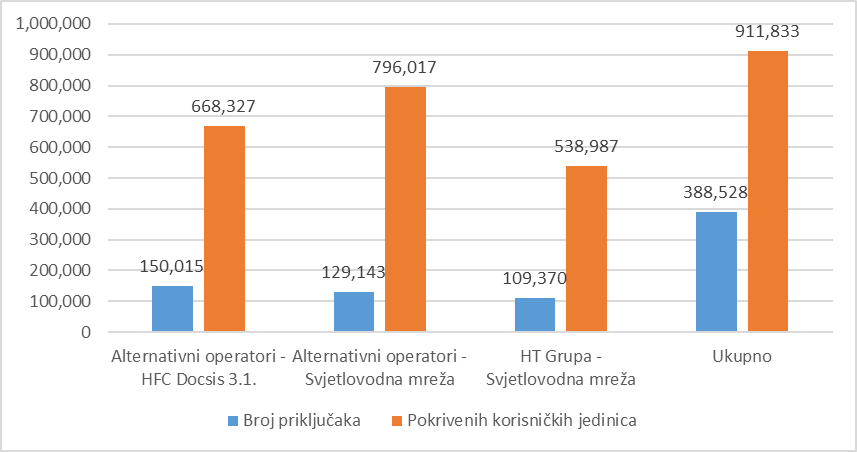 1,000,000
900,000
800,000
700,000
600,000
500,000
400,000
300,000
200,000
100,000
0
150,015
668,327
129,143
796,017
109,370
538,987
388,528
911,833
Alternativni operatori -
HFC Docsis 3.1.
Alternativni operatori -
Svjetlovodna mreža
HT Grupa -
Svjetlovodna mreža
Ukupno
Broj priključaka
Pokrivenih korisničkih jedinica